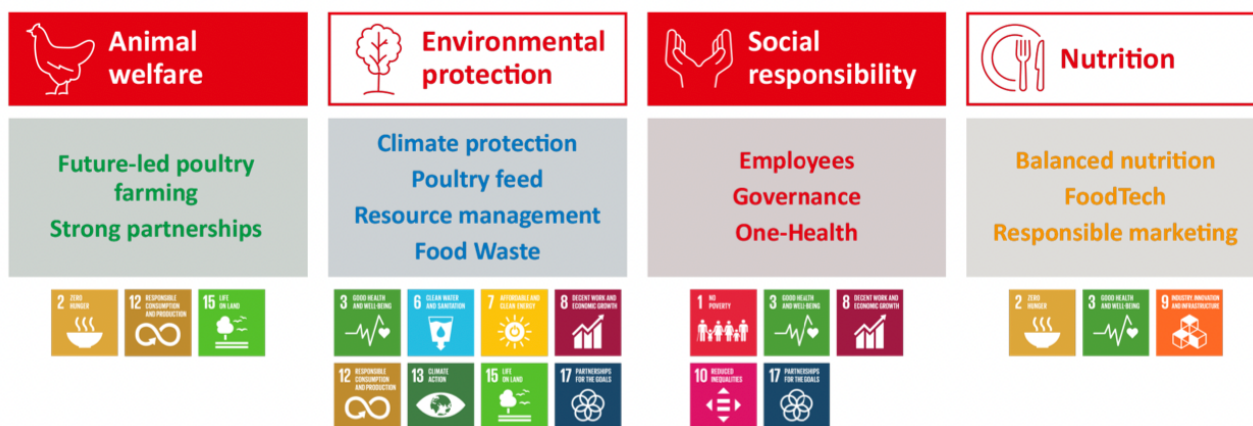 Animal
welfare
Environmental
protection
Social
responsibility
Nutrition
Future-led poultry
farming
Strong partnerships
Climate protection
Poultry feed
Resource management
Food Waste
Employees
Governance
One-Health
Balanced nutrition
FoodTech
Responsible marketing
2 ZERO
HUNGER
12 RESPONSIBLE
CONSUMPTION
AND PRODUCTION
15 LIFE
ON LAND
3 GOOD HEALTH
AND WELL-BEING
6 CLEAN WATER
AND SANITATION
7 AFFORDABLE AND
CLEAN ENERGY
8 DECENT WORK AND
ECONOMIC GROWTH
12 RESPONSIBLE
CONSUMPTION
AND PRODUCTION
13 CLIMATE
ACTION
15 LIFE
ON LAND
17 PARTNERSHIPS
FOR THE GOALS
1 NO
POVERTY
3 GOOD HEALTH
AND WELL-BEING
8 DECENT WORK AND
ECONOMIC GROWTH
10 REDUCED
INEQUALITIES
17 PARTNERSHIPS
FOR THE GOALS
2 ZERO
HUNGER
3 GOOD HEALTH
AND WELL-BEING
9 INDUSTRY, INNOVATION
AND INFRASTRUCTURE